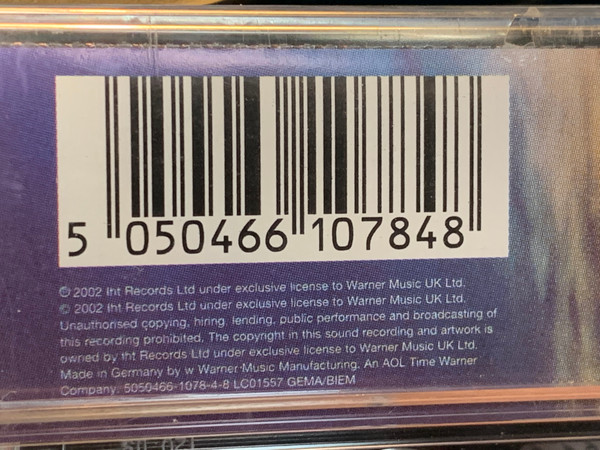 5 050466 107848
℗ 2002 Iht Records Ltd under exclusive license to Warner Music UK Ltd.
© 2002 Iht Records Ltd under exclusive license to Warner Music UK Ltd.
Unauthorised copying, hiring, lending, public performance and broadcasting of
this recording prohibited. The copyright in this sound recording and artwork is
owned by Iht Records Ltd under exclusive license to Warner Music UK Ltd.
Made in Germany by w Warner Music Manufacturing. An AOL Time Warner
Company. 5050466-1078-4-8 LC01557 GEMA/BIEM